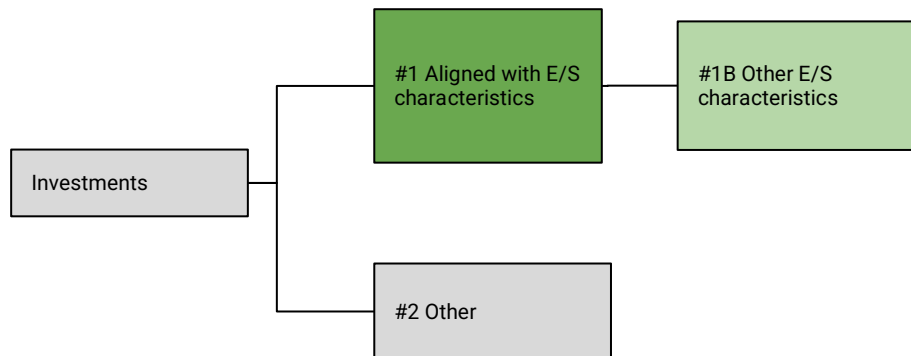 #1 Aligned with E/S
characteristics
#1B Other E/S
characteristics
Investments
#2 Other